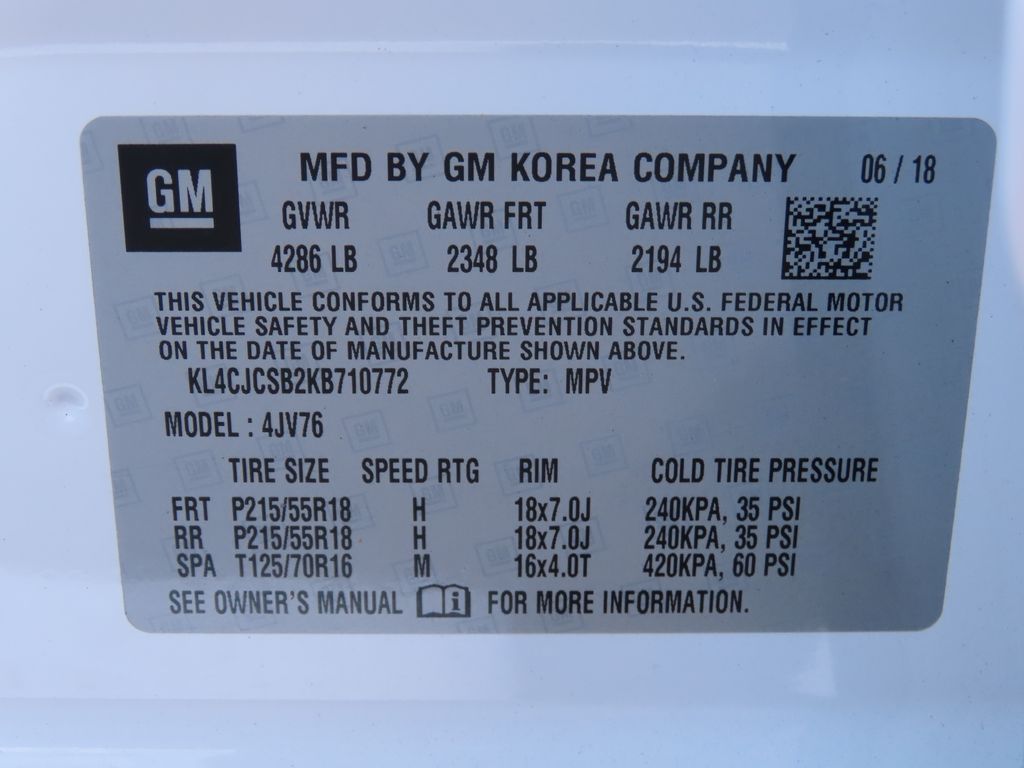 GM
MFD BY GM KOREA COMPANY 06 / 18
GVWR GAWR FRT GAWR RR
4286 LB 2348 LB 2194 LB
THIS VEHICLE CONFORMS TO ALL APPLICABLE U.S. FEDERAL MOTOR
VEHICLE SAFETY AND THEFT PREVENTION STANDARDS IN EFFECT
ON THE DATE OF MANUFACTURE SHOWN ABOVE.
KL4CJCSB2KB710772 TYPE: MPV
MODEL : 4JV76
TIRE SIZE SPEED RTG RIM COLD TIRE PRESSURE
FRT P215/55R18 H 18x7.0J 240KPA, 35 PSI
RR P215/55R18 H 18x7.0J 240KPA, 35 PSI
SPA T125/70R16 M 16x4.0T 420KPA, 60 PSI
SEE OWNER'S MANUAL i FOR MORE INFORMATION.